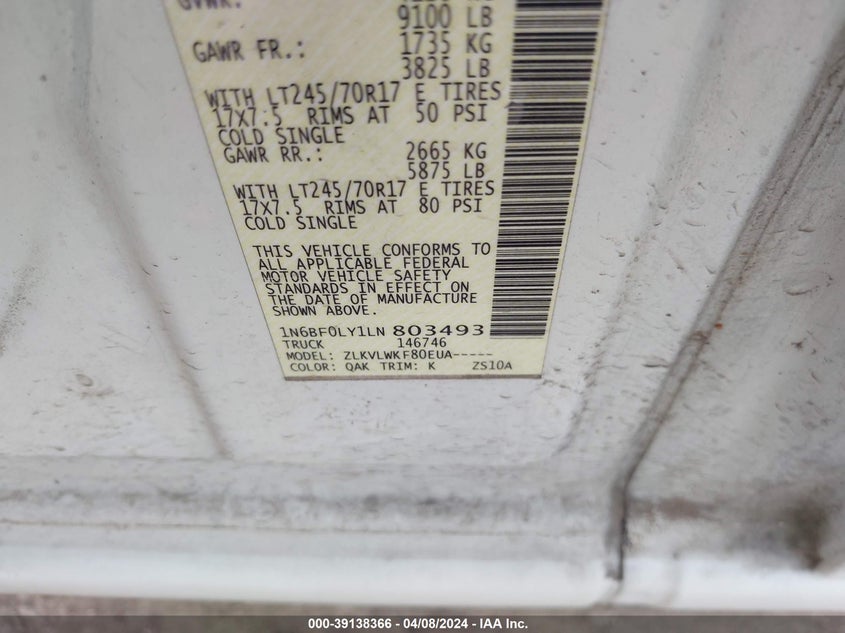 GVWR:
9100 LB
GAWR FR.: 1735 KG
3825 LB
WITH LT245/70R17 E TIRES
17X7.5 RIMS AT 50 PSI
COLD SINGLE
GAWR RR.: 2665 KG
5875 LB
WITH LT245/70R17 E TIRES
17X7.5 RIMS AT 80 PSI
COLD SINGLE
THIS VEHICLE CONFORMS TO
ALL APPLICABLE FEDERAL
MOTOR VEHICLE SAFETY
STANDARDS IN EFFECT ON
THE DATE OF MANUFACTURE
SHOWN ABOVE.
1N6BF0LY1LN 803493
TRUCK 146746
MODEL: ZLKVLWKF80EUA-----
COLOR: QAK TRIM: K ZS10A
000-39138366 - 04/08/2024 - IAA Inc.